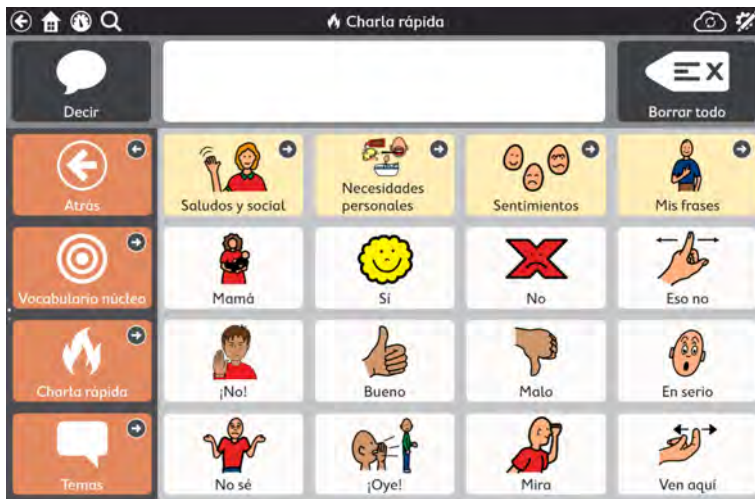 Charla rápida
Decir
Borrar todo
Atrás
Saludos y social
Necesidades
personales
Sentimientos
Mis frases
Vocabulario núcleo
Mamá
Sí
No
Eso no
Charla rápida
¡No!
Bueno
Malo
En serio
Temas
No sé
¡Oye!
Mira
Ven aquí